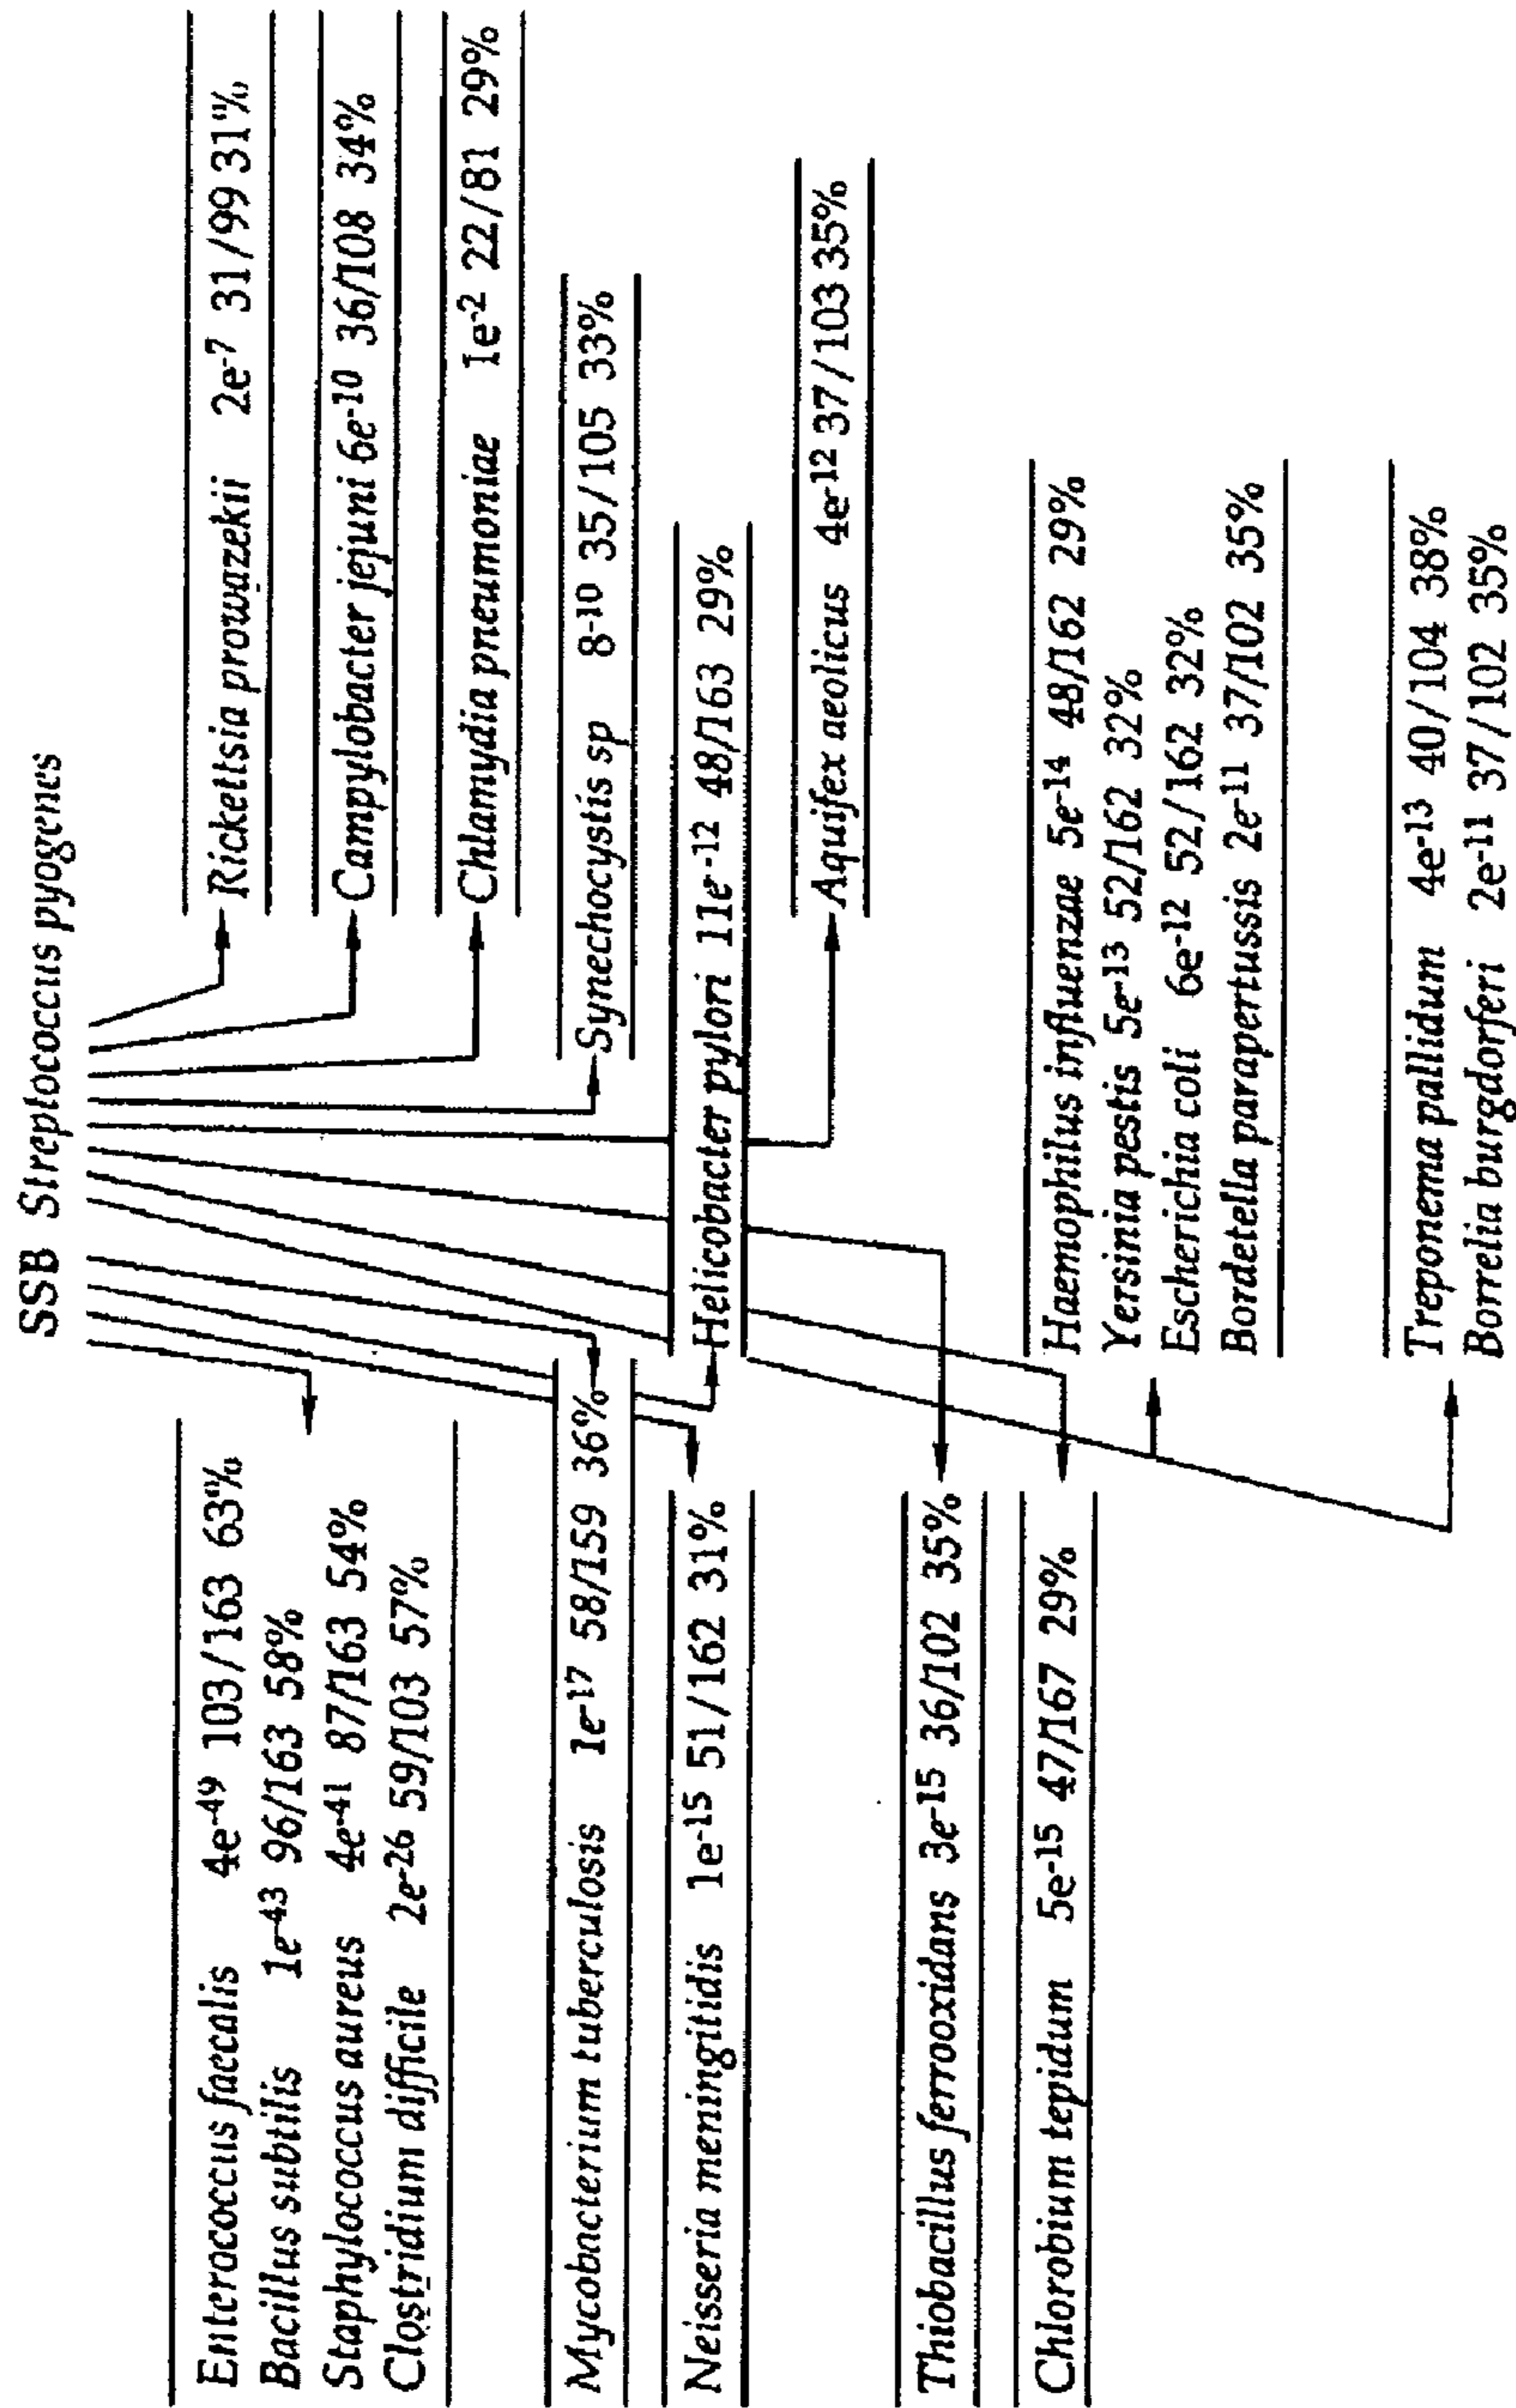 SSB Streptococcus pyogenes
Enterococcus faecalis 4e-49 103/163 63%
Bacillus subtilis 1e-43 96/163 58%
Staphylococcus aureus 4e-41 87/163 54%
Clostridium difficile 2e-26 59/103 57%
Mycobacterium tuberculosis 1e-17 58/159 36%
Neisseria meningitidis 1e-15 51/162 31%
Thiobacillus ferrooxidans 3e-15 36/102 35%
Chlorobium tepidum 5e-15 47/167 29%
Rickettsia prowazekii 2e-7 31/99 31%
Campylobacter jejuni 6e-10 36/108 34%
Chlamydia pneumoniae 1e-2 22/81 29%
Synechocystis sp 8-10 35/105 33%
Helicobacter pylori 11e-12 48/163 29%
Aquifex aeolicus 4e-12 37/103 35%
Haemophilus influenzae 5e-14 48/162 29%
Yersinia pestis 5e-13 52/162 32%
Escherichia coli 6e-12 52/162 32%
Bordetella parapertussis 2e-11 37/102 35%
Treponema pallidum 4e-13 40/104 38%
Borrelia burgdorferi 2e-11 37/102 35%